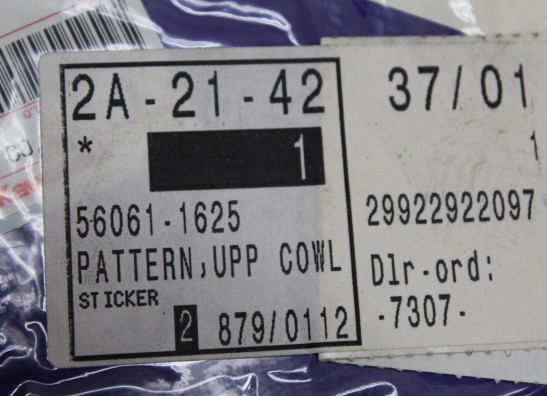 2A-21-42
* 1
56061-1625
PATTERN,UPP COWL
STICKER
2 879/0112
37/01
1
29922922097
Dlr-ord:
-7307-